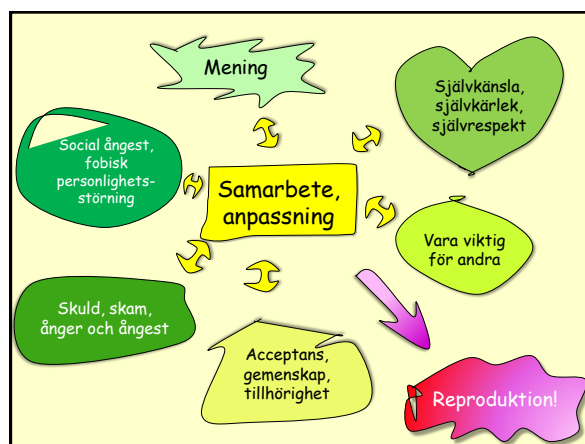 Mening
Självkänsla,
självkärlek,
självrespekt
Social ångest,
fobisk
personlighets-
störning
Samarbete,
anpassning
Vara viktig
för andra
Skuld, skam,
ånger och ångest
Acceptans,
gemenskap,
tillhörighet
Reproduktion!